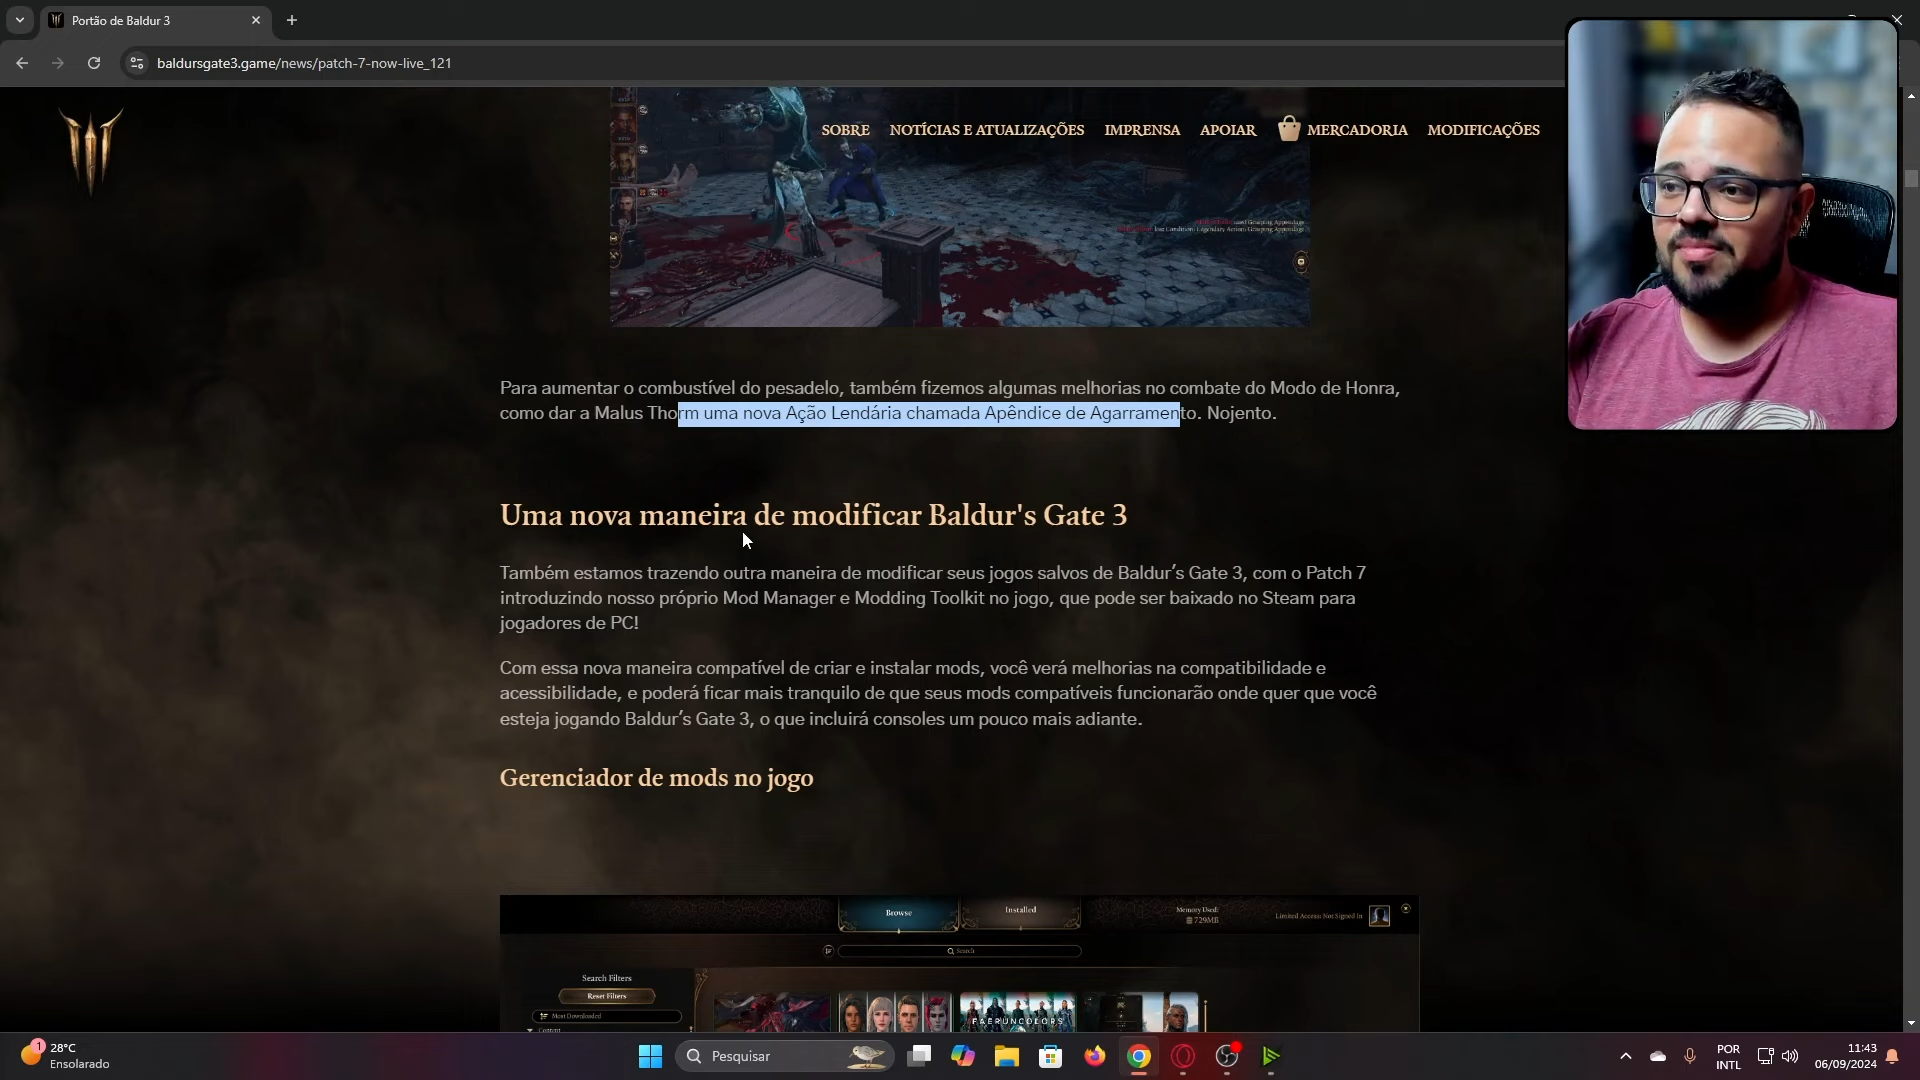 Portão de Baldur 3
baldursgate3.game/news/patch-7-now-live_121
SOBRE NOTÍCIAS E ATUALIZAÇÕES IMPRENSA APOIAR MERCADORIA MODIFICAÇÕES
Para aumentar o combustível do pesadelo, também fizemos algumas melhorias no combate do Modo de Honra,
como dar a Malus Thorm uma nova Ação Lendária chamada Apêndice de Agarramento. Nojento.
Uma nova maneira de modificar Baldur's Gate 3
Também estamos trazendo outra maneira de modificar seus jogos salvos de Baldur's Gate 3, com o Patch 7
introduzindo nosso próprio Mod Manager e Modding Toolkit no jogo, que pode ser baixado no Steam para
jogadores de PC!
Com essa nova maneira compatível de criar e instalar mods, você verá melhorias na compatibilidade e
acessibilidade, e poderá ficar mais tranquilo de que seus mods compatíveis funcionarão onde quer que você
esteja jogando Baldur's Gate 3, o que incluirá consoles um pouco mais adiante.
Gerenciador de mods no jogo
Browse
Installed
Memory Used:
729MB
Limited Access: Not Signed In
Search
Search Filters
Reset Filters
Most Downloaded
Content
FAERUNCOLORS
1
28°C
Ensolarado
Pesquisar
POR
INTL
11:43
06/09/2024